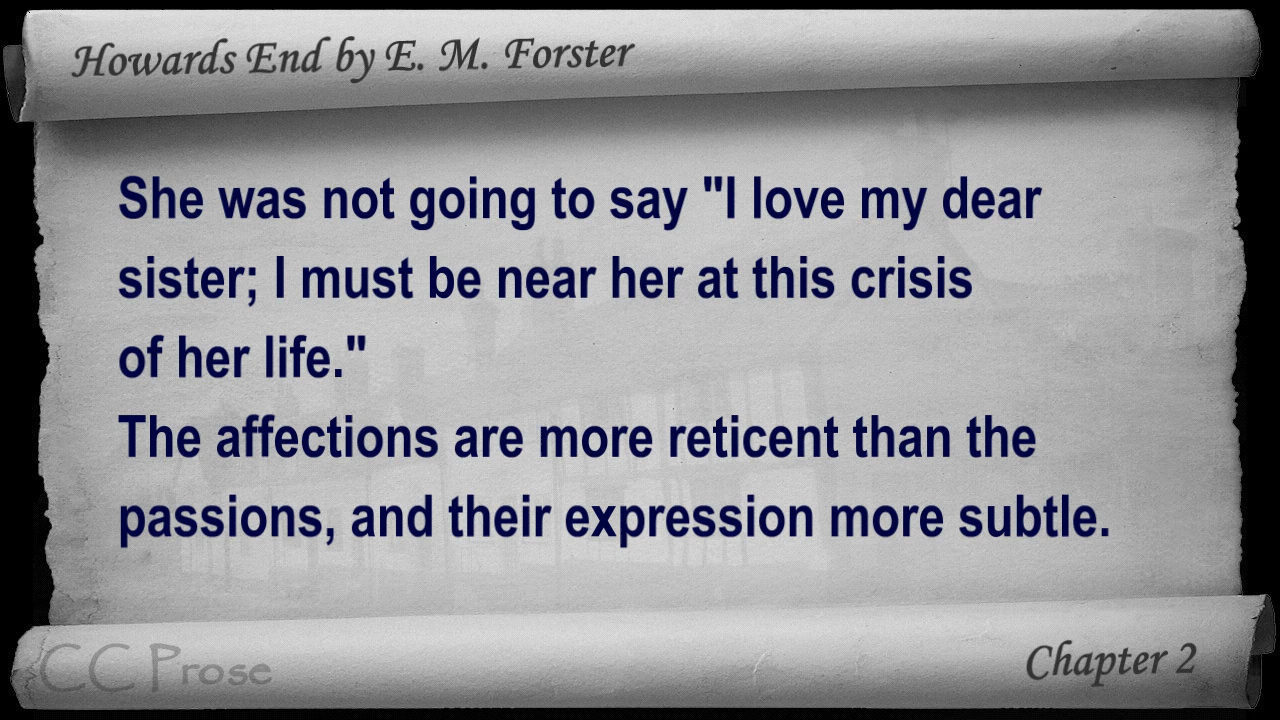 Howards End by E. M. Forster
She was not going to say "I love my dear
sister; I must be near her at this crisis
of her life."
The affections are more reticent than the
passions, and their expression more subtle.
CC Prose
Chapter 2